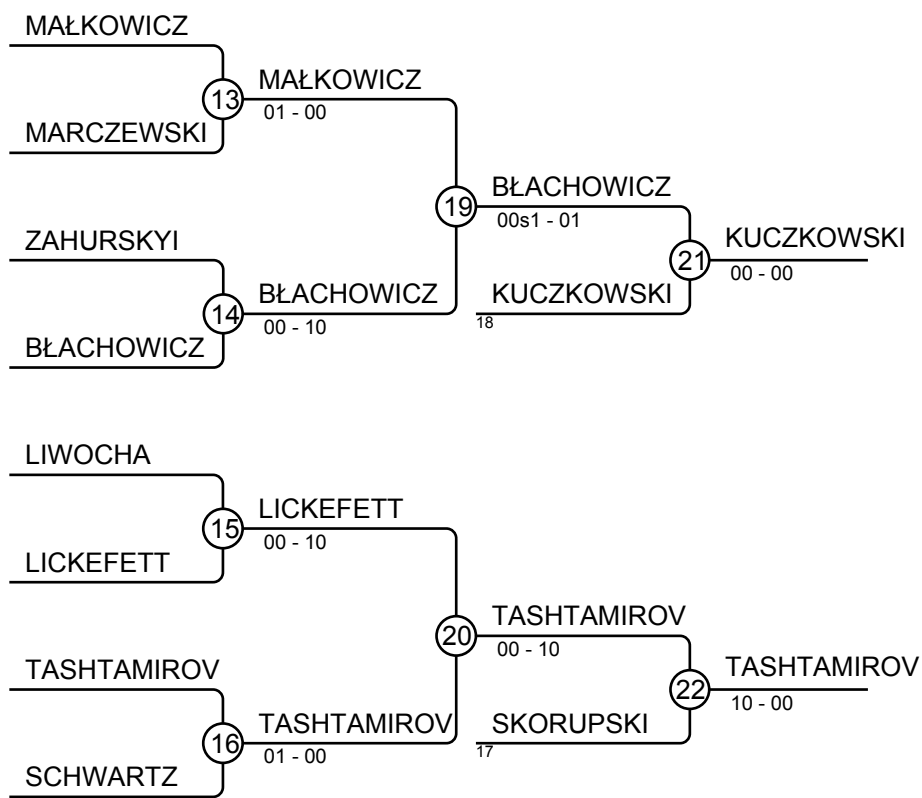 MAŁKOWICZ
13
MAŁKOWICZ
01 - 00
MARCZEWSKI
19
BŁACHOWICZ
00s1 - 01
ZAHURSKYI
14
BŁACHOWICZ
00 - 10
BŁACHOWICZ
KUCZKOWSKI
18
21
KUCZKOWSKI
00 - 00
LIWOCHA
15
LICKEFETT
00 - 10
LICKEFETT
20
TASHTAMIROV
00 - 10
TASHTAMIROV
16
TASHTAMIROV
01 - 00
SCHWARTZ
SKORUPSKI
17
22
TASHTAMIROV
10 - 00